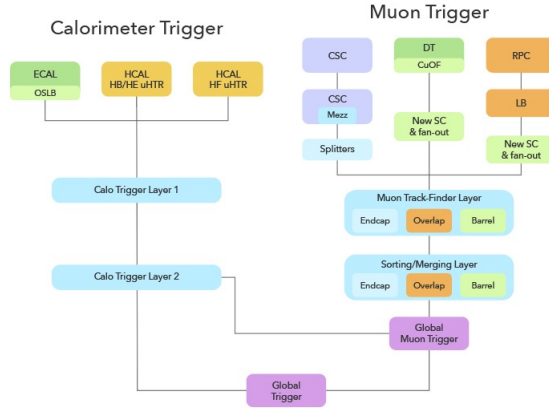 Calorimeter Trigger
Muon Trigger
ECAL
OSLB
HCAL
HB/HE uHTR
HCAL
HF uHTR
CSC
DT
CuOF
RPC
CSC
Mezz
LB
Splitters
New SC
& fan-out
New SC
& fan-out
Calo Trigger Layer 1
Muon Track-Finder Layer
Endcap
Overlap
Barrel
Calo Trigger Layer 2
Sorting/Merging Layer
Endcap
Overlap
Barrel
Global
Muon Trigger
Global
Trigger